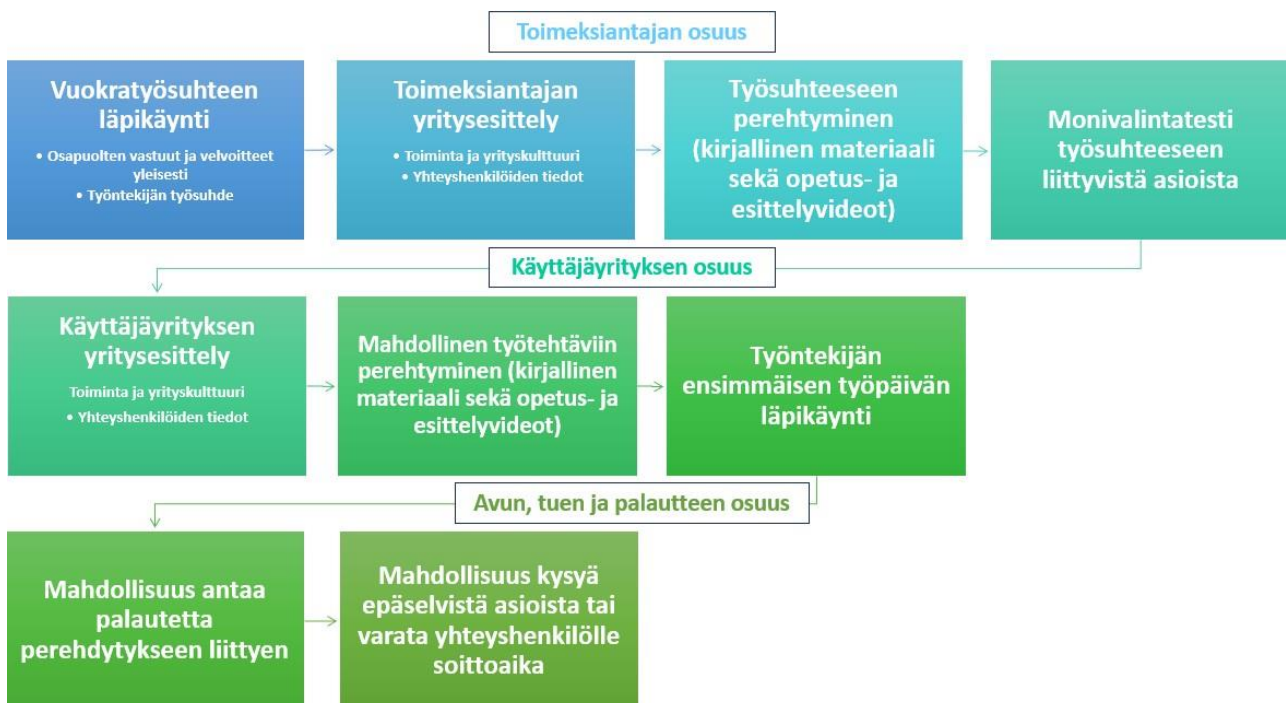 Toimeksiantajan osuus
Vuokratyösuhteen
läpikäynti
• Osapuolten vastuut ja velvoitteet
yleisesti
• Työntekijän työsuhde
Toimeksiantajan
yritysesittely
• Toiminta ja yrityskulttuuri
• Yhteyshenkilöiden tiedot
Työsuhteeseen
perehtyminen
(kirjallinen materiaali
sekä opetus- ja
esittelyvideot)
Monivalintatesti
työsuhteeseen
liittyvistä asioista
Käyttäjäyrityksen osuus
Käyttäjäyrityksen
yritysesittely
Toiminta ja yrityskulttuuri
• Yhteyshenkilöiden tiedot
Mahdollinen työtehtäviin
perehtyminen (kirjallinen
materiaali sekä opetus- ja
esittelyvideot)
Työntekijän
ensimmäisen työpäivän
läpikäynti
Avun, tuen ja palautteen osuus
Mahdollisuus antaa
palautetta
perehdytykseen liittyen
Mahdollisuus kysyä
epäselvistä asioista tai
varata yhteyshenkilölle
soittoaika